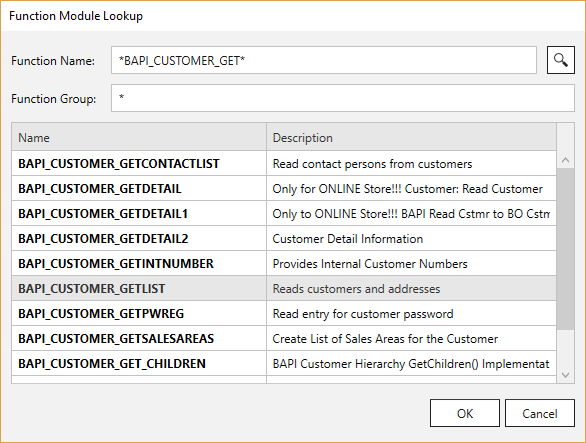 Function Module Lookup
Function Name: *BAPI_CUSTOMER_GET*
Function Group: *
Name Description
BAPI_CUSTOMER_GETCONTACTLIST Read contact persons from customers
BAPI_CUSTOMER_GETDETAIL Only for ONLINE Store!!! Customer: Read Customer
BAPI_CUSTOMER_GETDETAIL1 Only to ONLINE Store!!! BAPI Read Cstmr to BO Cstm
BAPI_CUSTOMER_GETDETAIL2 Customer Detail Information
BAPI_CUSTOMER_GETINTNUMBER Provides Internal Customer Numbers
BAPI_CUSTOMER_GETLIST Reads customers and addresses
BAPI_CUSTOMER_GETPWREG Read entry for customer password
BAPI_CUSTOMER_GETSALESAREAS Create List of Sales Areas for the Customer
BAPI_CUSTOMER_GET_CHILDREN BAPI Customer Hierarchy GetChildren() Implementat
OK Cancel